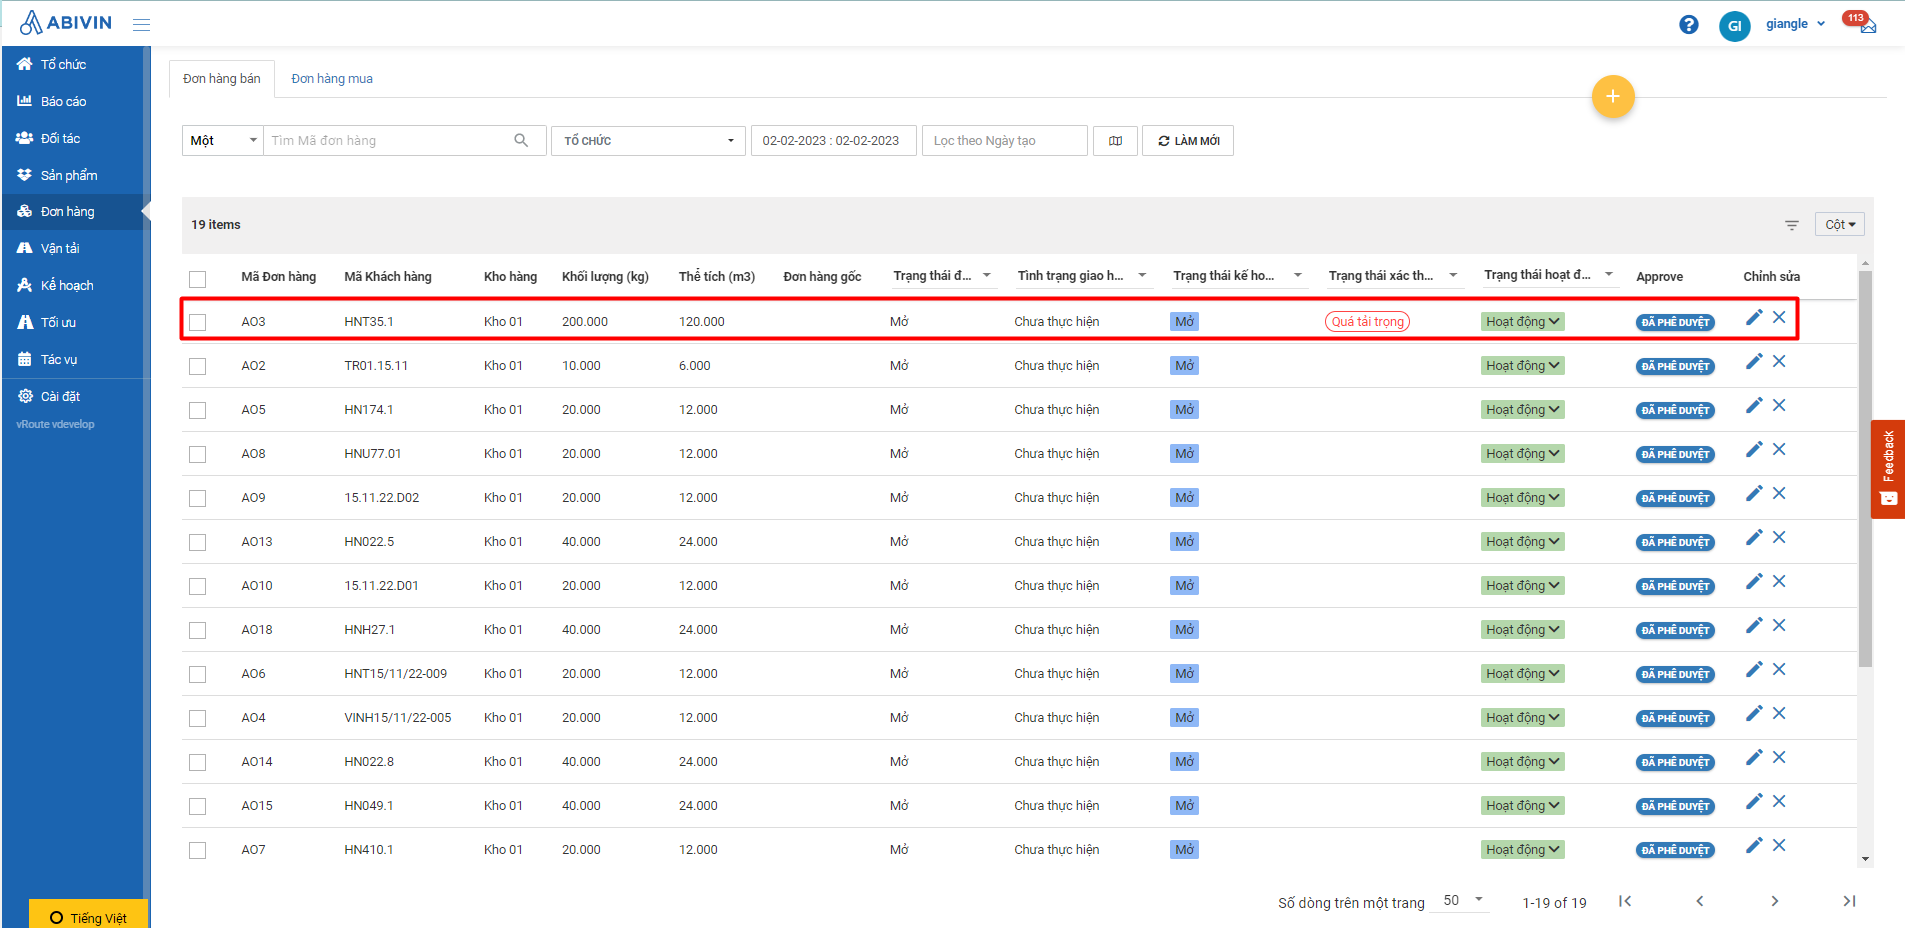 ABIVIN
?
GI
giangle
113
Tổ chức
Báo cáo
Đối tác
Sản phẩm
Đơn hàng
Vận tải
Kế hoạch
Tối ưu
Tác vụ
Cài đặt
vRoute vdevelop
Tiếng Việt
Đơn hàng bán
Đơn hàng mua
+
Một
Tìm Mã đơn hàng
TỔ CHỨC
02-02-2023 : 02-02-2023
Lọc theo Ngày tạo
LÀM MỚI
19 items
Cột
Mã Đơn hàng Mã Khách hàng Kho hàng Khối lượng (kg) Thể tích (m3) Đơn hàng gốc Trạng thái đ... Tình trạng giao h... Trạng thái kế ho... Trạng thái xác th... Trạng thái hoạt đ... Approve Chỉnh sửa
AO3 HNT35.1 Kho 01 200.000 120.000 Mở Chưa thực hiện Mở Quá tải trọng Hoạt động ĐÃ PHÊ DUYỆT
AO2 TR01.15.11 Kho 01 10.000 6.000 Mở Chưa thực hiện Mở Hoạt động ĐÃ PHÊ DUYỆT
AO5 HN174.1 Kho 01 20.000 12.000 Mở Chưa thực hiện Mở Hoạt động ĐÃ PHÊ DUYỆT
AO8 HNU77.01 Kho 01 20.000 12.000 Mở Chưa thực hiện Mở Hoạt động ĐÃ PHÊ DUYỆT
AO9 15.11.22.D02 Kho 01 20.000 12.000 Mở Chưa thực hiện Mở Hoạt động ĐÃ PHÊ DUYỆT
AO13 HN022.5 Kho 01 40.000 24.000 Mở Chưa thực hiện Mở Hoạt động ĐÃ PHÊ DUYỆT
AO10 15.11.22.D01 Kho 01 20.000 12.000 Mở Chưa thực hiện Mở Hoạt động ĐÃ PHÊ DUYỆT
AO18 HNH27.1 Kho 01 40.000 24.000 Mở Chưa thực hiện Mở Hoạt động ĐÃ PHÊ DUYỆT
AO6 HNT15/11/22-009 Kho 01 20.000 12.000 Mở Chưa thực hiện Mở Hoạt động ĐÃ PHÊ DUYỆT
AO4 VINH15/11/22-005 Kho 01 20.000 12.000 Mở Chưa thực hiện Mở Hoạt động ĐÃ PHÊ DUYỆT
AO14 HN022.8 Kho 01 40.000 24.000 Mở Chưa thực hiện Mở Hoạt động ĐÃ PHÊ DUYỆT
AO15 HN049.1 Kho 01 40.000 24.000 Mở Chưa thực hiện Mở Hoạt động ĐÃ PHÊ DUYỆT
AO7 HN410.1 Kho 01 20.000 12.000 Mở Chưa thực hiện Mở Hoạt động ĐÃ PHÊ DUYỆT
Feedback
Số dòng trên một trang 50 1-19 of 19